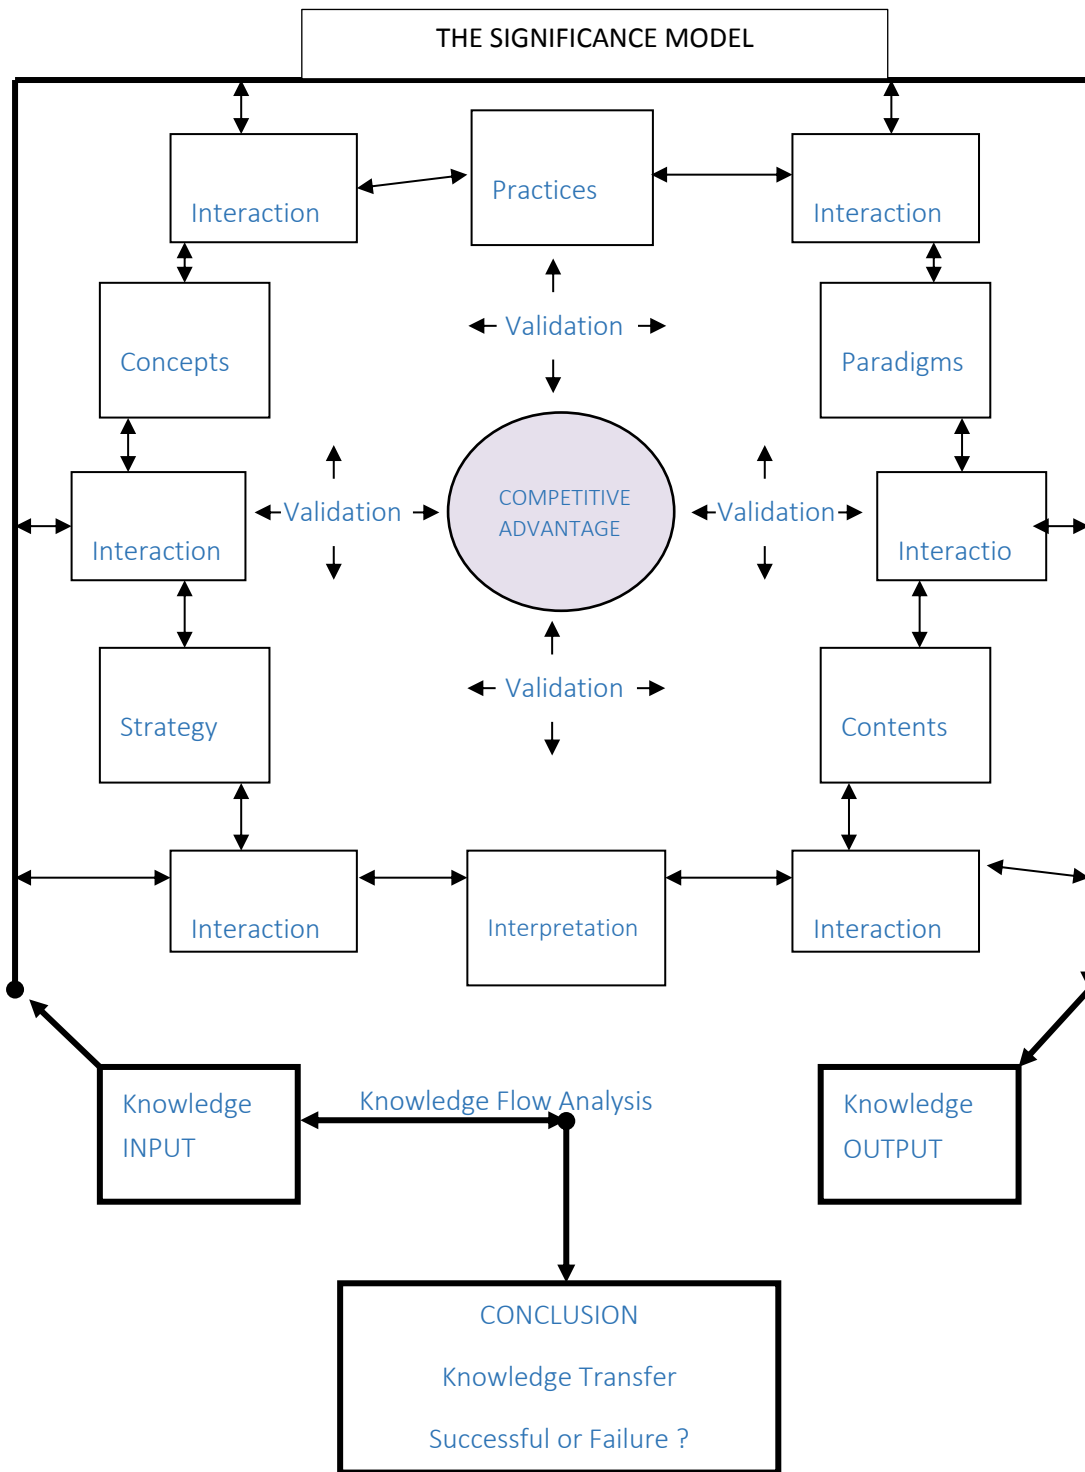 THE SIGNIFICANCE MODEL
Interaction
Practices
Interaction
Concepts
Validation
Paradigms
Interaction
Validation
COMPETITIVE
ADVANTAGE
Validation
Interactio
Strategy
Validation
Contents
Interaction
Interpretation
Interaction
Knowledge
INPUT
Knowledge Flow Analysis
Knowledge
OUTPUT
CONCLUSION
Knowledge Transfer
Successful or Failure ?